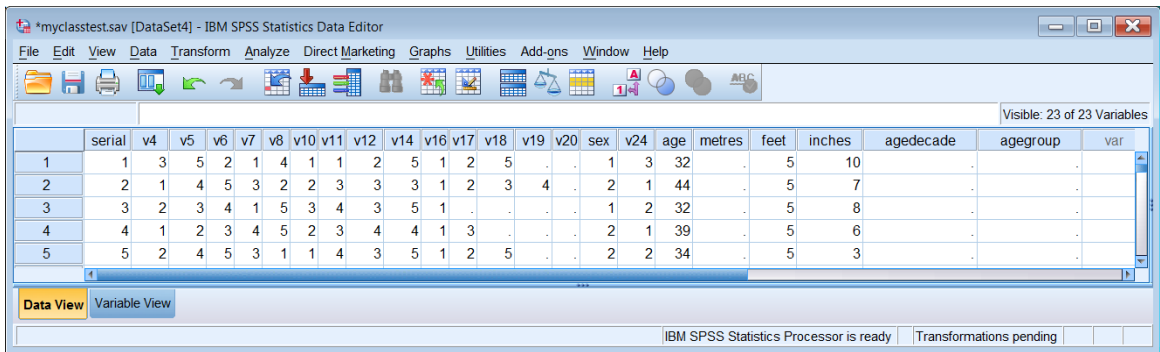 *myclasstest.sav [DataSet4] - IBM SPSS Statistics Data Editor
File Edit View Data Transform Analyze Direct Marketing Graphs Utilities Add-ons Window Help
A 1 ABC
Visible: 23 of 23 Variables
serial v4 v5 v6 v7 v8 v10 v11 v12 v14 v16 v17 v18 v19 v20 sex v24 age metres feet inches agedecade agegroup var
1 1 3 5 2 1 4 1 1 2 5 1 2 5 . . 1 3 32 . 5 10 . .
2 2 1 4 5 3 2 2 3 3 3 1 2 3 4 . 2 1 44 . 5 7 . .
3 3 2 3 4 1 5 3 4 3 5 1 . . . . 1 2 32 . 5 8 . .
4 4 1 2 3 4 5 2 3 4 4 1 3 . . . 2 1 39 . 5 6 . .
5 5 2 4 5 3 1 1 4 3 5 1 2 5 . . 2 2 34 . 5 3 . .
Data View Variable View
IBM SPSS Statistics Processor is ready Transformations pending